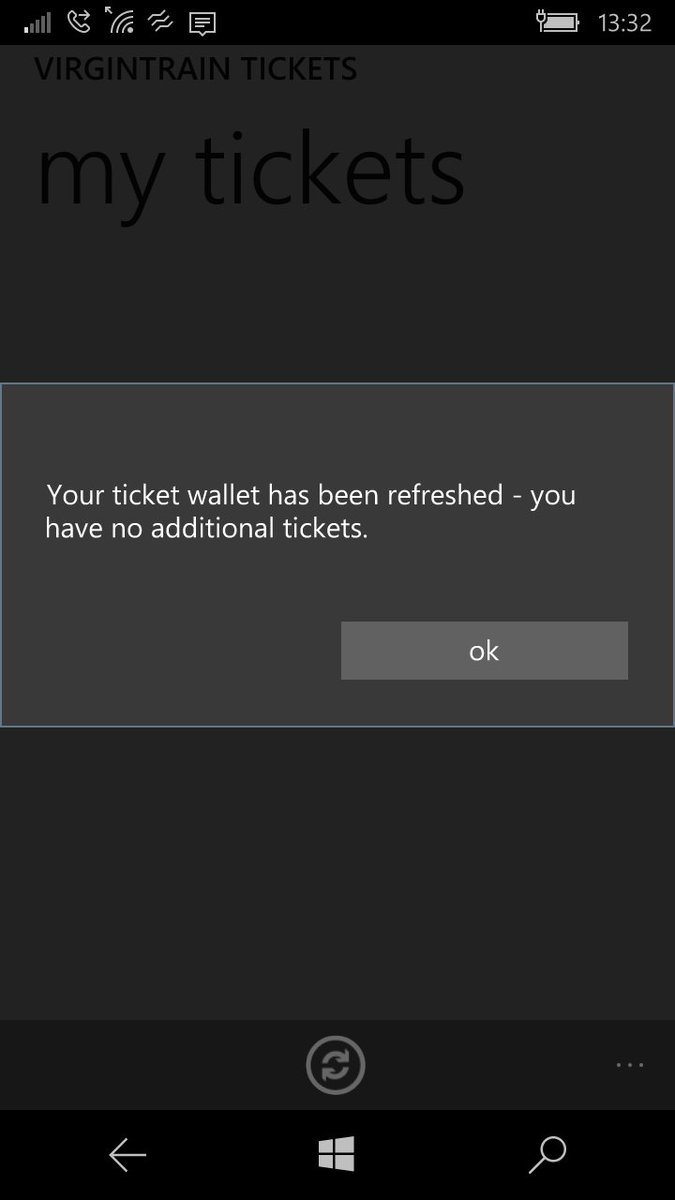 13:32
VIRGINTRAIN TICKETS
my tickets
Your ticket wallet has been refreshed - you
have no additional tickets.
ok